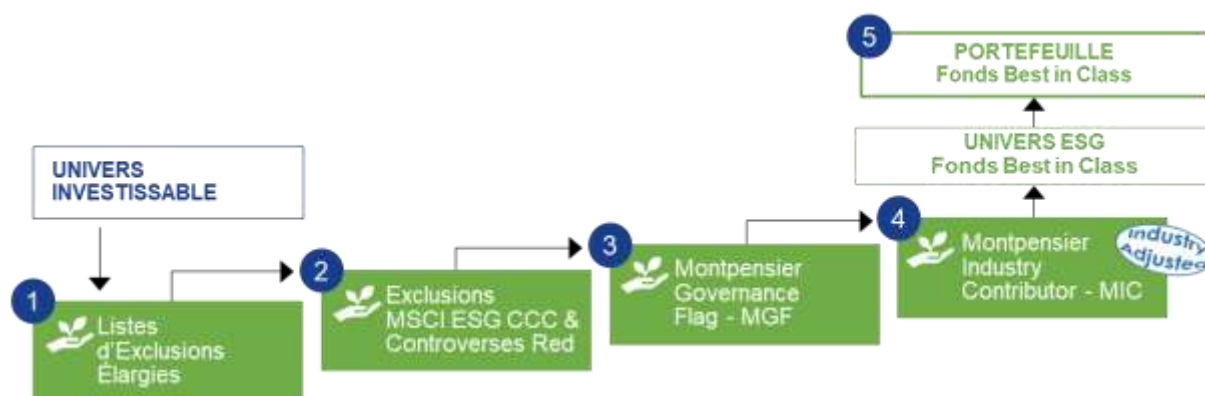 UNIVERS
INVESTISSABLE
1
Listes
d'Exclusions
Élargies
2
Exclusions
MSCI ESG CCC &
Controverses Red
3
Montpensier
Governance
Flag - MGF
4
Montpensier
Industry
Contributor - MIC
Industry
Adjusted
UNIVERS ESG
Fonds Best in Class
5
PORTEFEUILLE
Fonds Best in Class